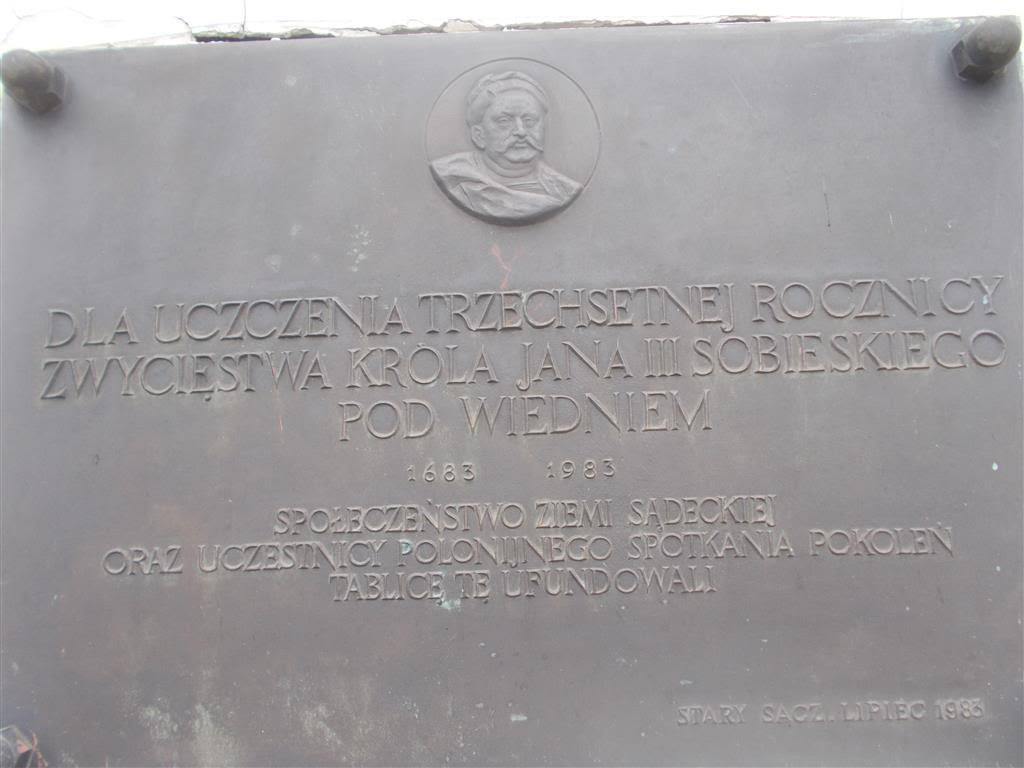 DLA UCZCZENIA TRZECHSETNEJ ROCZNICY
ZWYCIĘSTWA KRÓLA JANA III SOBIESKIEGO
POD WIEDNIEM
1683 1983
SPOŁECZEŃSTWO ZIEMI SĄDECKIEJ
ORAZ UCZESTNICY POLONIJNEGO SPOTKANIA POKOLEŃ
TABLICĘ TĘ UFUNDOWALI
STARY SĄCZ. LIPIEC 1983